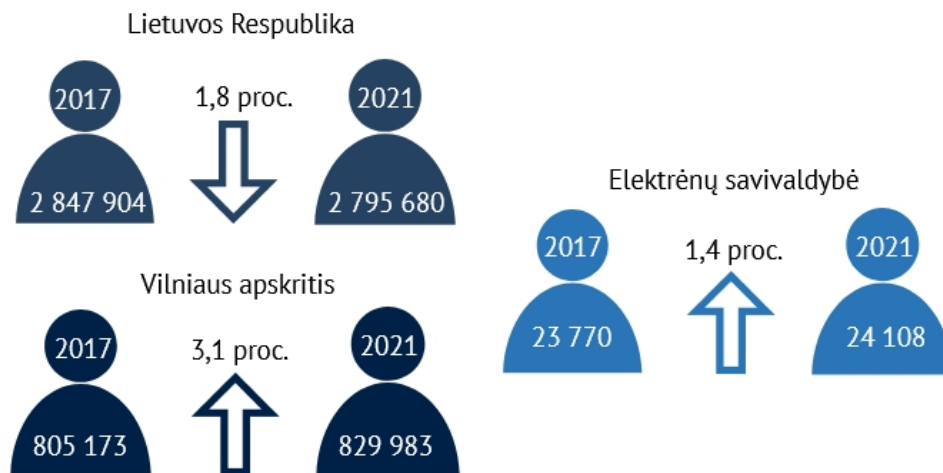 Lietuvos Respublika
2017
1,8 proc.
2021
2 847 904
2 795 680
Vilniaus apskritis
2017
3,1 proc.
2021
805 173
829 983
Elektrėnų savivaldybė
2017
1,4 proc.
2021
23 770
24 108